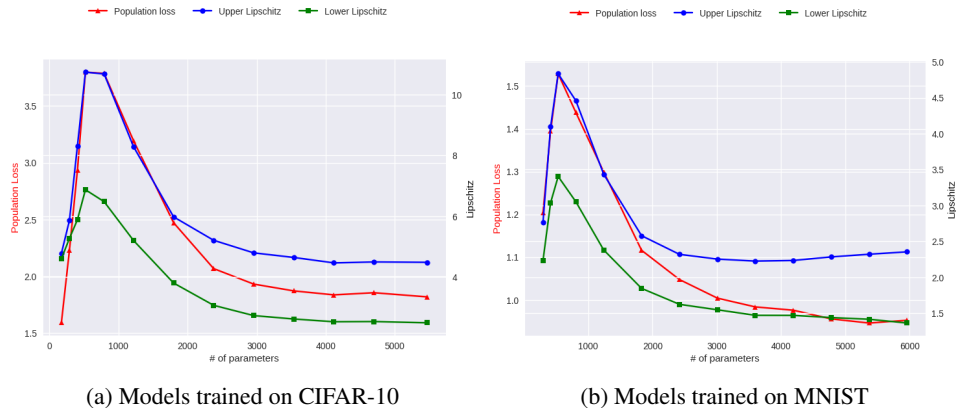 Population loss Upper Lipschitz Lower Lipschitz
3.5
3.0
2.5
2.0
1.5
Population Loss
10
8
6
4
Lipschitz
0 1000 2000 3000 4000 5000
# of parameters
(a) Models trained on CIFAR-10
Population loss Upper Lipschitz Lower Lipschitz
1.5
1.4
1.3
1.2
1.1
1.0
Population Loss
5.0
4.5
4.0
3.5
3.0
2.5
2.0
1.5
Lipschitz
1000 2000 3000 4000 5000 6000
# of parameters
(b) Models trained on MNIST